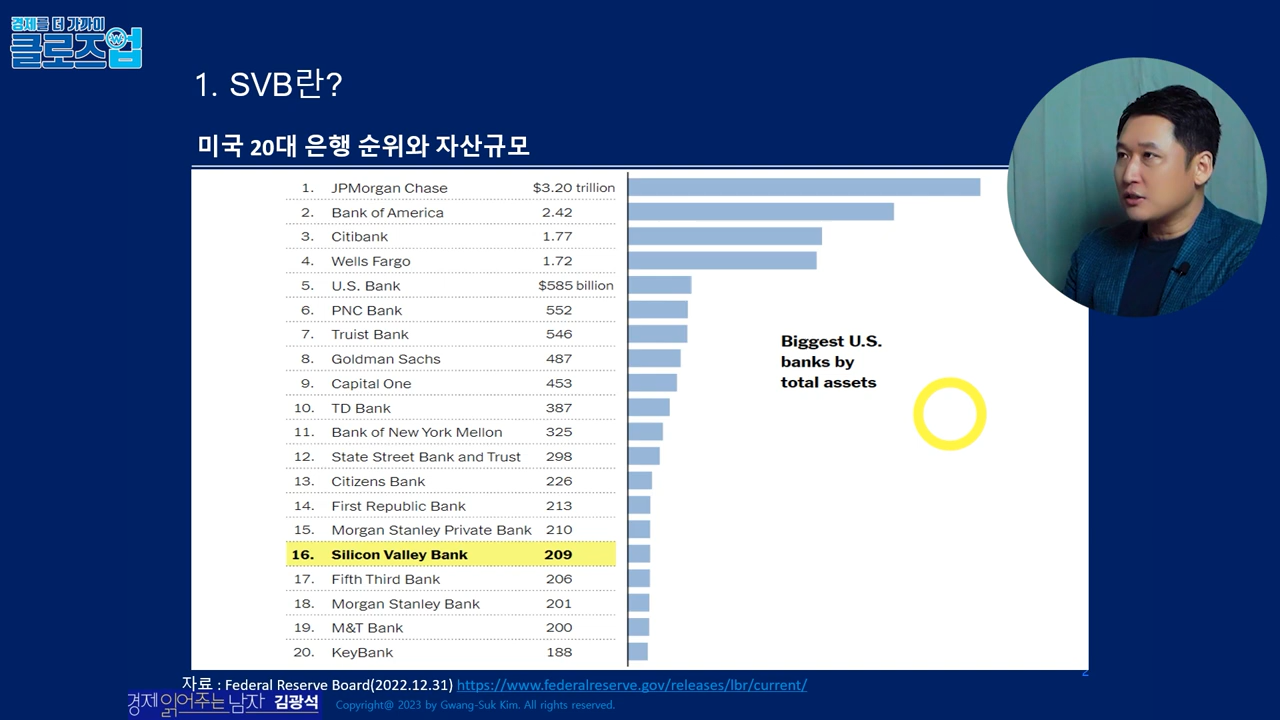 경제를 더 가까이
클로즈업
1. SVB란?
미국 20대 은행 순위와 자산규모
1. JPMorgan Chase $3.20 trillion
2. Bank of America 2.42
3. Citibank 1.77
4. Wells Fargo 1.72
5. U.S. Bank $585 billion
6. PNC Bank 552
7. Truist Bank 546
8. Goldman Sachs 487
9. Capital One 453
10. TD Bank 387
11. Bank of New York Mellon 325
12. State Street Bank and Trust 298
13. Citizens Bank 226
14. First Republic Bank 213
15. Morgan Stanley Private Bank 210
16. Silicon Valley Bank 209
17. Fifth Third Bank 206
18. Morgan Stanley Bank 201
19. M&T Bank 200
20. KeyBank 188
Biggest U.S.
banks by
total assets
자료 : Federal Reserve Board(2022.12.31) https://www.federalreserve.gov/releases/lbr/current/
2
경제 읽어주는 남자 김광석
Copyright@ 2023 by Gwang-Suk Kim. All rights reserved.